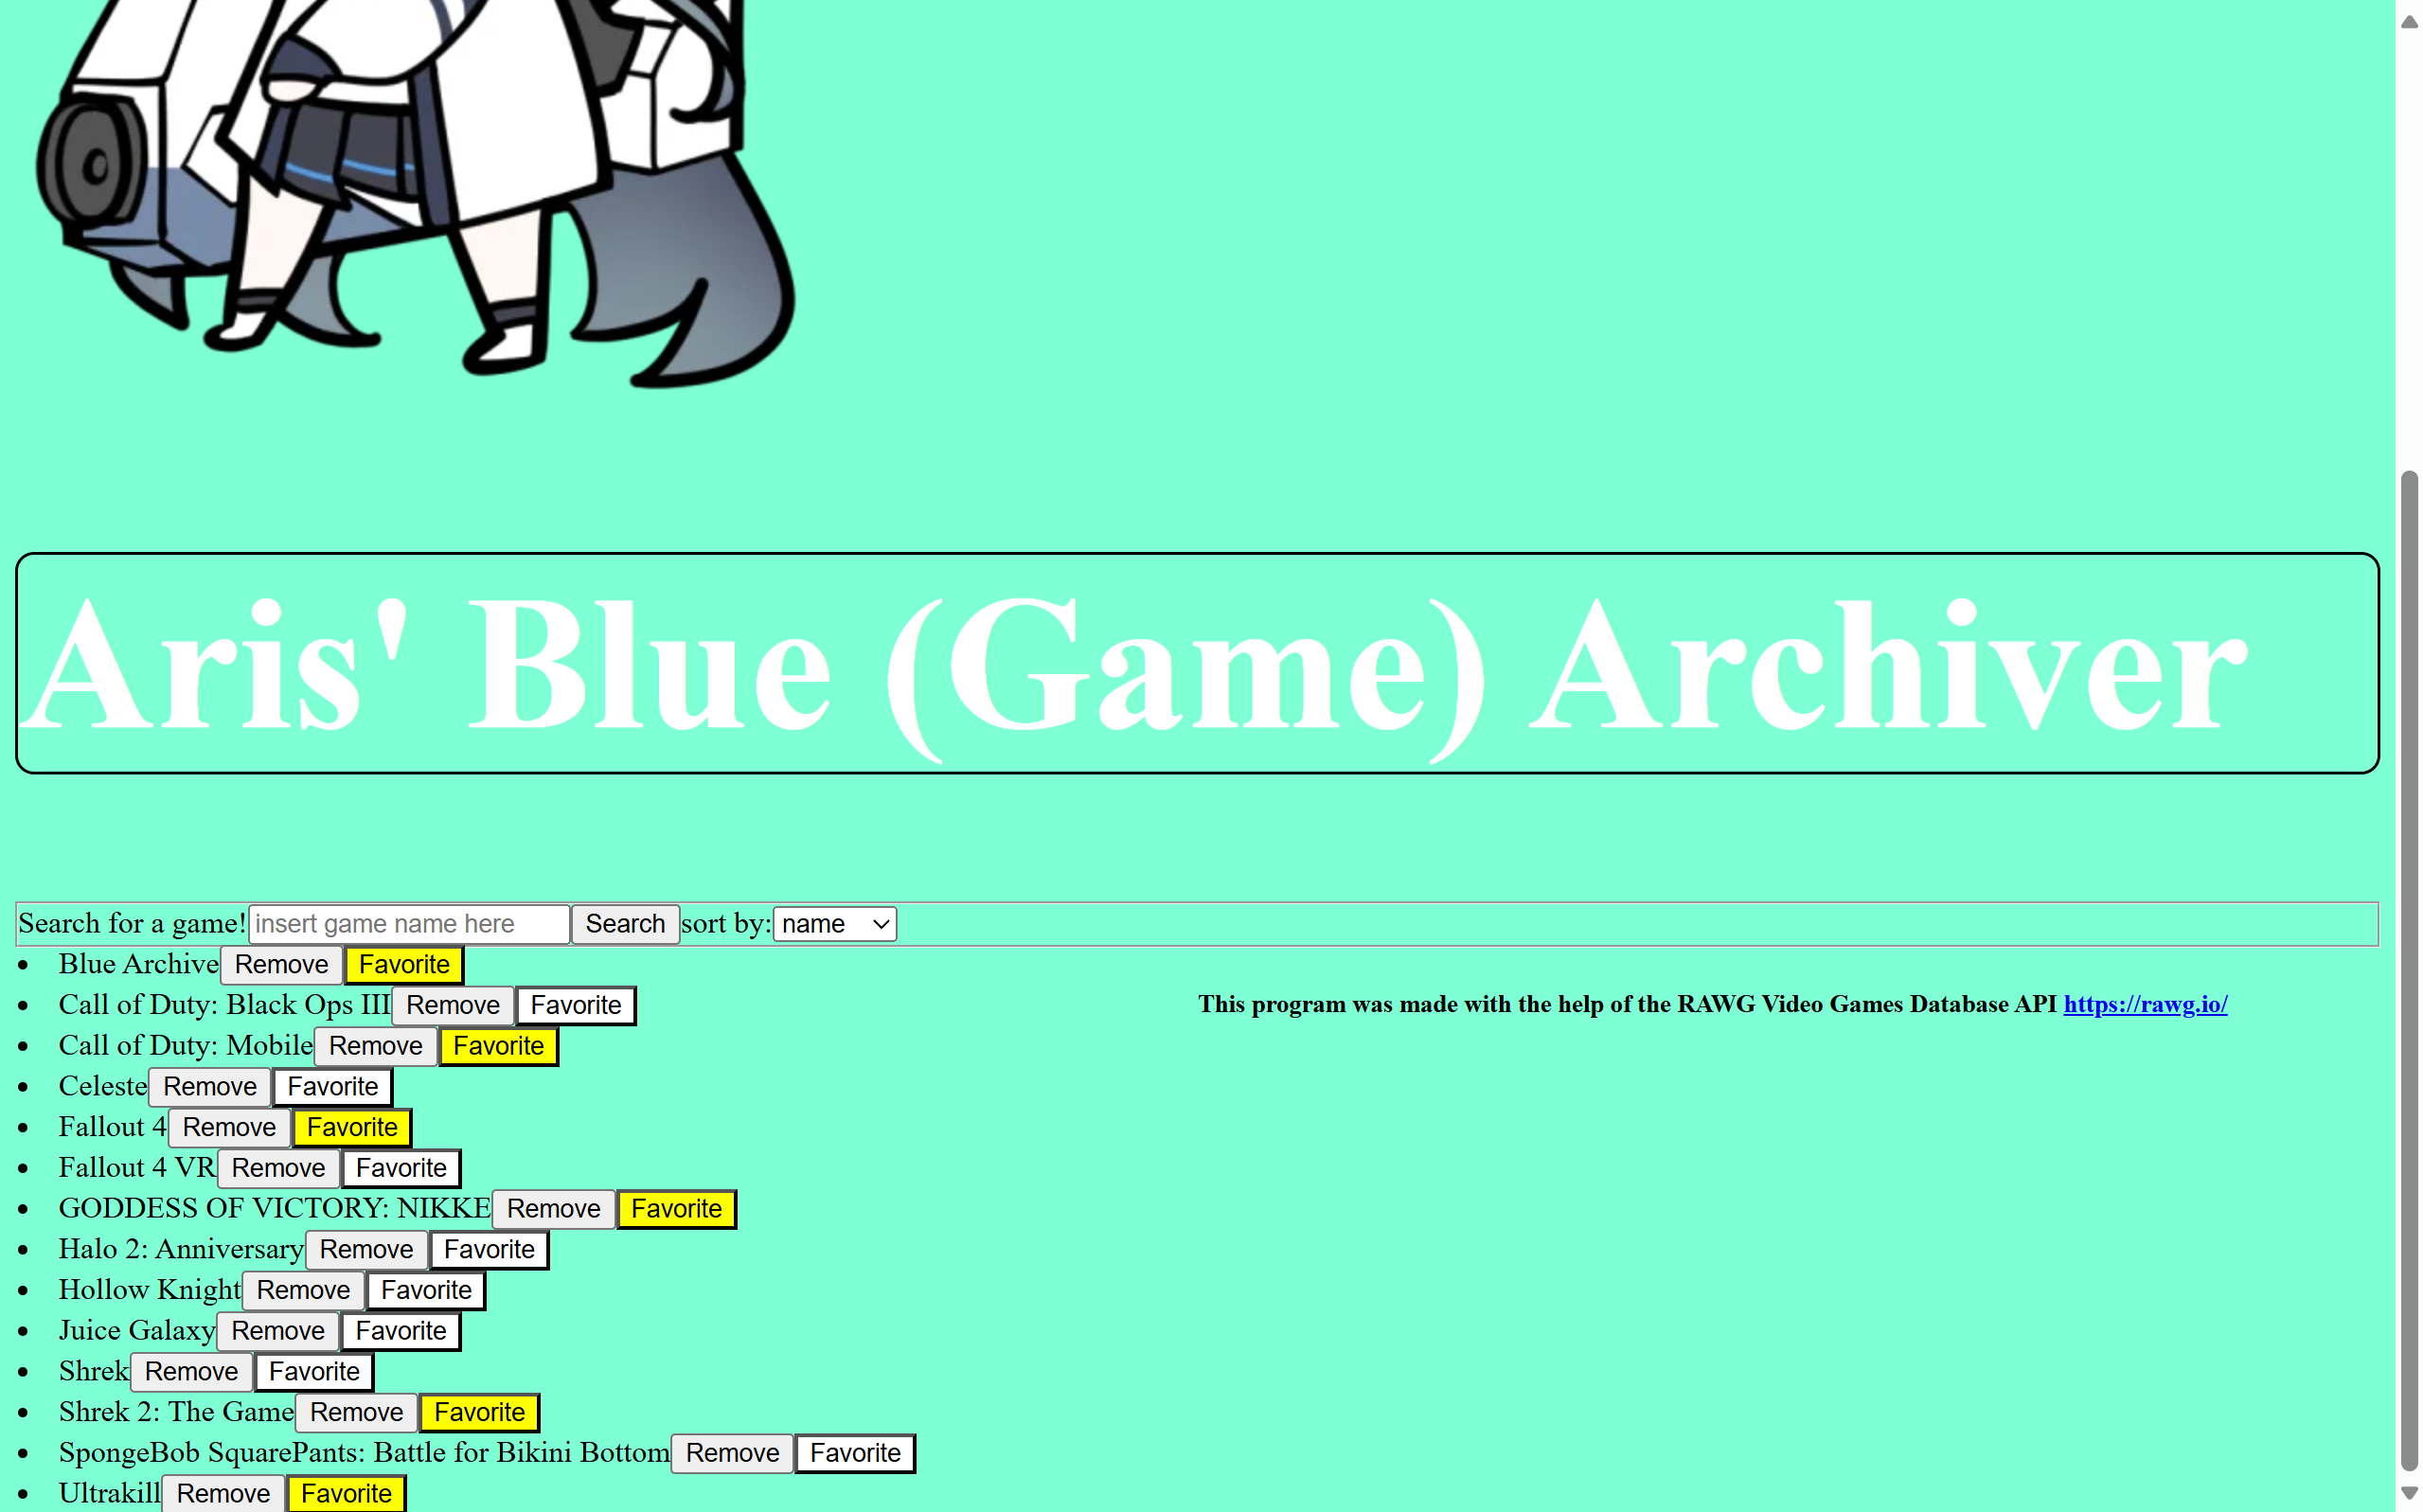 Aris' Blue (Game) Archiver
Search for a game! insert game name here Search sort by: name
Blue Archive Remove Favorite
Call of Duty: Black Ops III Remove Favorite
This program was made with the help of the RAWG Video Games Database API https://rawg.io/
Call of Duty: Mobile Remove Favorite
Celeste Remove Favorite
Fallout 4 Remove Favorite
Fallout 4 VR Remove Favorite
GODDESS OF VICTORY: NIKKE Remove Favorite
Halo 2: Anniversary Remove Favorite
Hollow Knight Remove Favorite
Juice Galaxy Remove Favorite
Shrek Remove Favorite
Shrek 2: The Game Remove Favorite
SpongeBob SquarePants: Battle for Bikini Bottom Remove Favorite
Ultrakill Remove Favorite